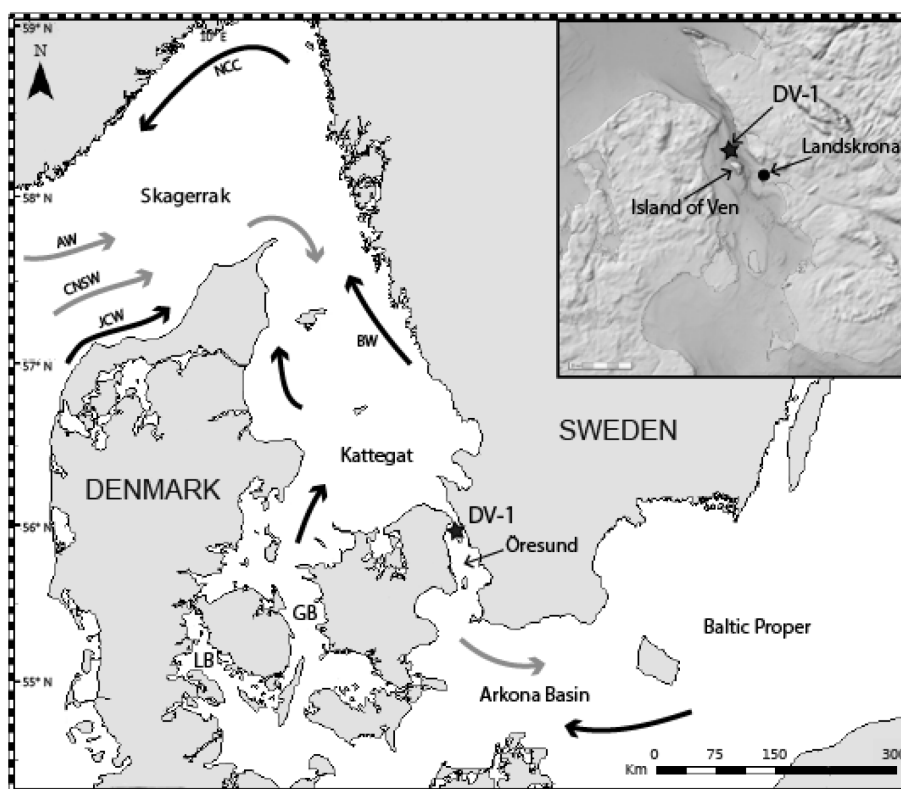 59° N
10° E
N
NCC
DV-1
Landskrona
Island of Ven
58° N
Skagerrak
AW
CNSW
JCW
57° N
BW
SWEDEN
Kattegat
DENMARK
56° N
DV-1
Öresund
GB
LB
Baltic Proper
55° N
Arkona Basin
0 75 150 300
Km